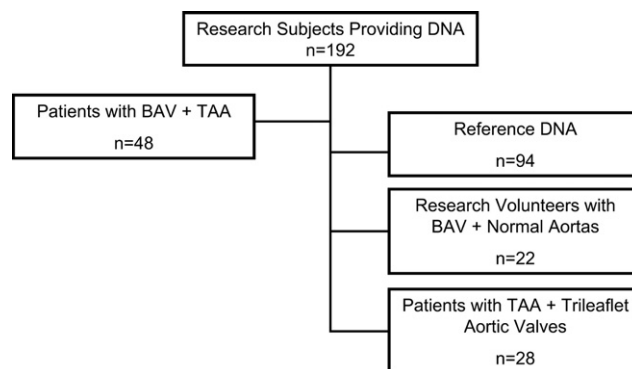 Research Subjects Providing DNA
n=192
Patients with BAV + TAA
n=48
Reference DNA
n=94
Research Volunteers with
BAV + Normal Aortas
n=22
Patients with TAA + Trileaflet
Aortic Valves
n=28